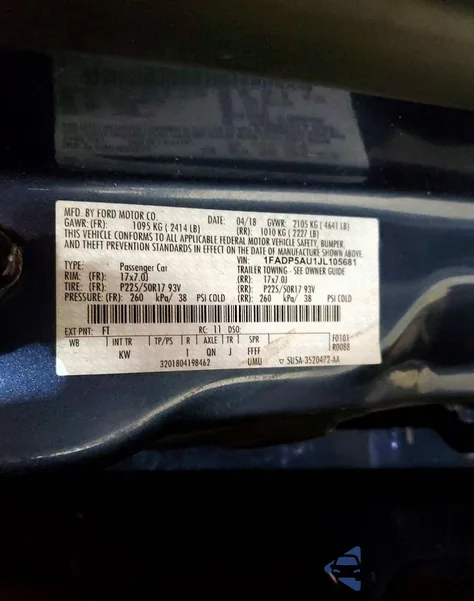 MFD. BY FORD MOTOR CO. DATE: 04/18 GVWR: 2105 KG ( 4641 LB)
GAWR: (FR): 1095 KG ( 2414 LB) (RR): 1010 KG ( 2227 LB)
THIS VEHICLE CONFORMS TO ALL APPLICABLE FEDERAL MOTOR VEHICLE SAFETY, BUMPER,
AND THEFT PREVENTION STANDARDS IN EFFECT ON THE DATE OF MANUFACTURE SHOWN ABOVE.
VIN: 1FADP5AU1JL105681
TYPE: Passenger Car TRAILER TOWING - SEE OWNER GUIDE
RIM: (FR) 17x7.0J (RR): 17x7.0J
TIRE: (FR) P225/50R17 93V (RR): P225/50R17 93V
PRESSURE: (FR) 260 kPa/ 38 PSI COLD (RR): 260 kPa/ 38 PSI COLD
EXT PNT: FT RC: 11 DSO:
WB INT TR TP/PS R AXLE TR SPR F0101
KW 1 QN J FFFF R0088
3201804198462 UMU ▽ SU5A-3520472-AA